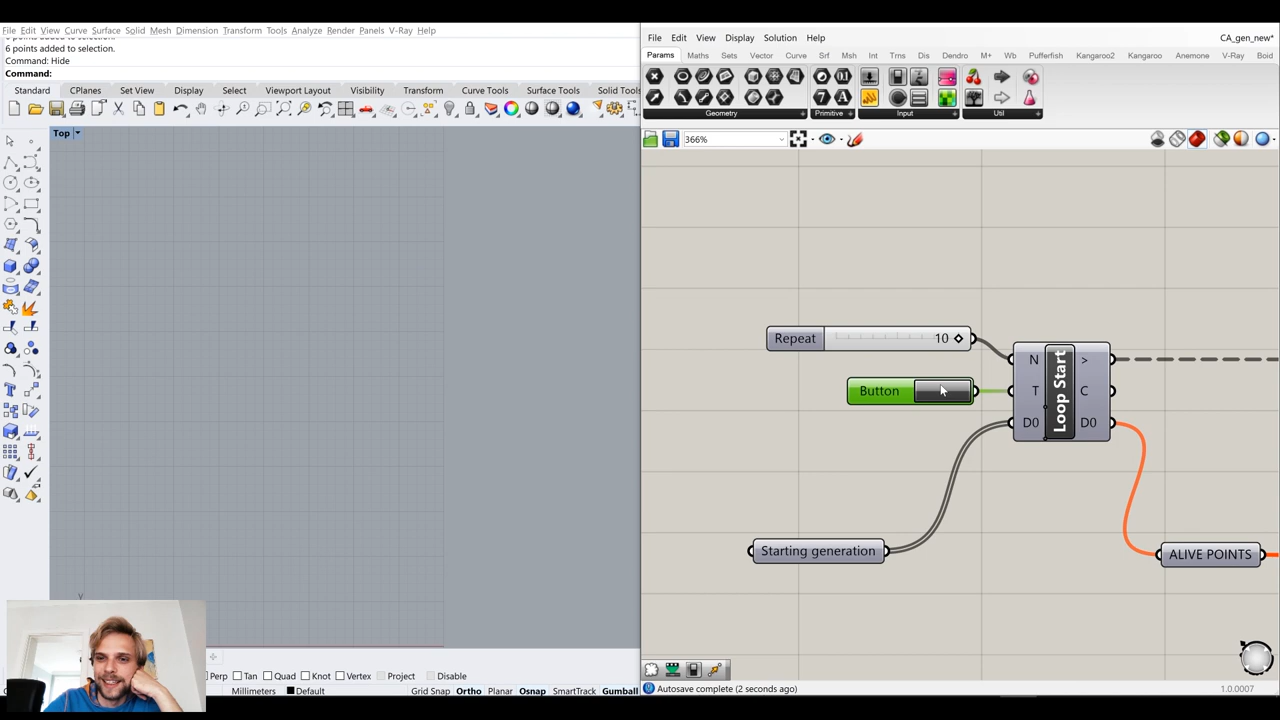 File Edit View Curve Surface Solid Mesh Dimension Transform Tools Analyze Render Panels V-Ray Help
6 points added to selection.
Command: Hide
Command:
Standard CPlanes Set View Display Select Viewport Layout Visibility Transform Curve Tools Surface Tools Solid Tools
Top
y
Perp Tan Quad Knot Vertex Project Disable
Millimeters Default Grid Snap Ortho Planar Osnap SmartTrack Gumball
File Edit View Display Solution Help CA_gen_new*
Params Maths Sets Vector Curve Srf Msh Int Trns Dis Dendro M+ Wb Pufferfish Kangaroo2 Kangaroo Anemone V-Ray Boid
Geometry Primitive Input Util
366%
Repeat 10
Button
Starting generation
N >
T C
D0 D0
Loop Start
ALIVE POINTS
Autosave complete (2 seconds ago) 1.0.0007